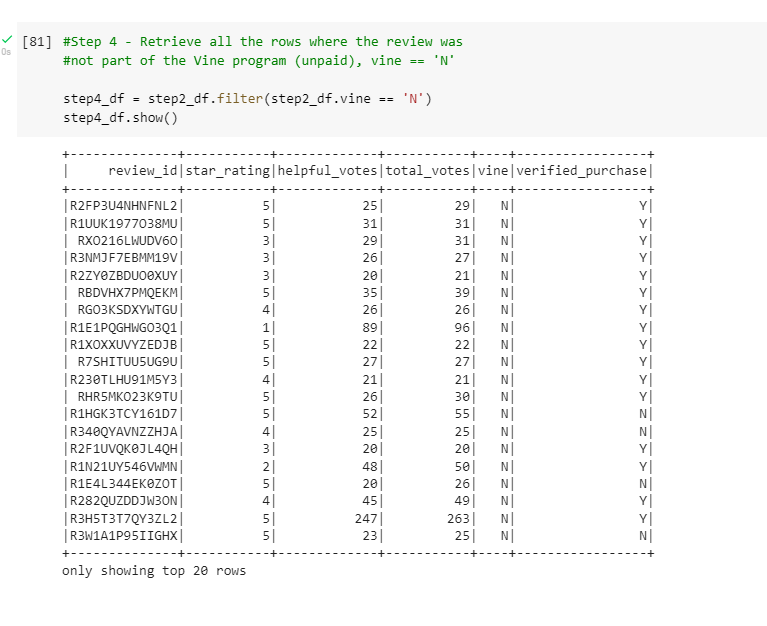 [81] #Step 4 - Retrieve all the rows where the review was
0s #not part of the Vine program (unpaid), vine == 'N'
step4_df = step2_df.filter(step2_df.vine == 'N')
step4_df.show()
+--------------+-----------+-------------+-----------+----+-----------------+
|     review_id|star_rating|helpful_votes|total_votes|vine|verified_purchase|
+--------------+-----------+-------------+-----------+----+-----------------+
|R2FP3U4NHNFNL2|          5|           25|         29|   N|                Y|
|R1UUK1977O38MU|          5|           31|         31|   N|                Y|
| RXO216LWUDV6O|          3|           29|         31|   N|                Y|
|R3NMJF7EBMM19V|          3|           26|         27|   N|                Y|
|R2ZY0ZBDUO0XUY|          3|           20|         21|   N|                Y|
| RBDVHX7PMQEKM|          5|           35|         39|   N|                Y|
| RGO3KSDXYWTGU|          4|           26|         26|   N|                Y|
|R1E1PQGHWGO3Q1|          1|           89|         96|   N|                Y|
|R1XOXXUVYZEDJB|          5|           22|         22|   N|                Y|
| R7SHITUU5UG9U|          5|           27|         27|   N|                Y|
|R230TLHU91M5Y3|          4|           21|         21|   N|                Y|
| RHR5MKO23K9TU|          5|           26|         30|   N|                Y|
|R1HGK3TCY161D7|          5|           52|         55|   N|                N|
|R340QYAVNZZHJA|          4|           25|         25|   N|                N|
|R2F1UVQK0JL4QH|          3|           20|         20|   N|                Y|
|R1N21UY546VWMN|          2|           48|         50|   N|                Y|
|R1E4L344EK0ZOT|          5|           20|         26|   N|                N|
|R282QUZDDJW3ON|          4|           45|         49|   N|                Y|
|R3H5T3T7QY3ZL2|          5|          247|        263|   N|                Y|
|R3W1A1P95IIGHX|          5|           23|         25|   N|                N|
+--------------+-----------+-------------+-----------+----+-----------------+
only showing top 20 rows